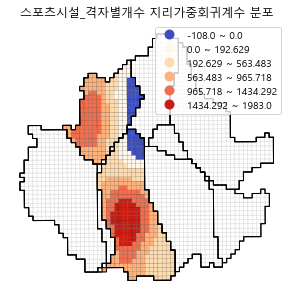 스포츠시설_격자별개수 지리가중회귀계수 분포
-108.0 ~ 0.0
0.0 ~ 192.629
192.629 ~ 563.483
563.483 ~ 965.718
965.718 ~ 1434.292
1434.292 ~ 1983.0